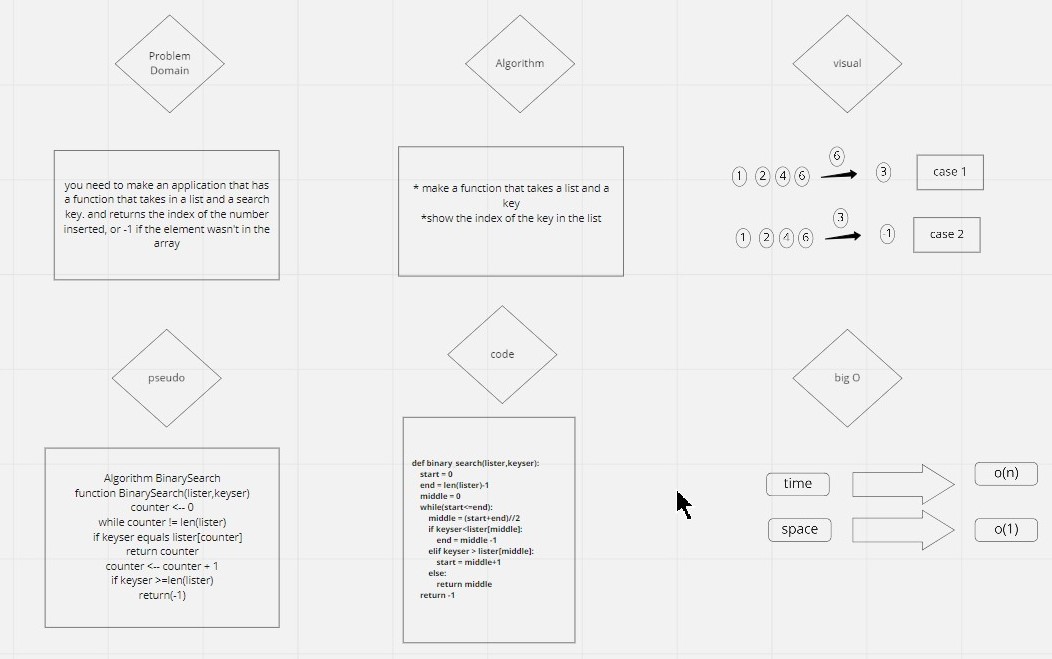 Problem
Domain
Algorithm
visual
you need to make an application that has
a function that takes in a list and a search
key. and returns the index of the number
inserted, or -1 if the element wasn't in the
array
* make a function that takes a list and a
key
*show the index of the key in the list
6
1 2 4 6 3 case 1
3
1 2 4 6 -1 case 2
pseudo
code
big O
Algorithm BinarySearch
function BinarySearch(lister,keyser)
counter <-- 0
while counter != len(lister)
if keyser equals lister[counter]
return counter
counter <-- counter + 1
if keyser >=len(lister)
return(-1)
def binary search(lister,keyser):
start = 0
end = len(lister)-1
middle = 0
while(start<=end):
middle = (start+end)//2
if keyser<lister[middle]:
end = middle -1
elif keyser > lister[middle]:
start = middle+1
else:
return middle
return -1
time o(n)
space o(1)